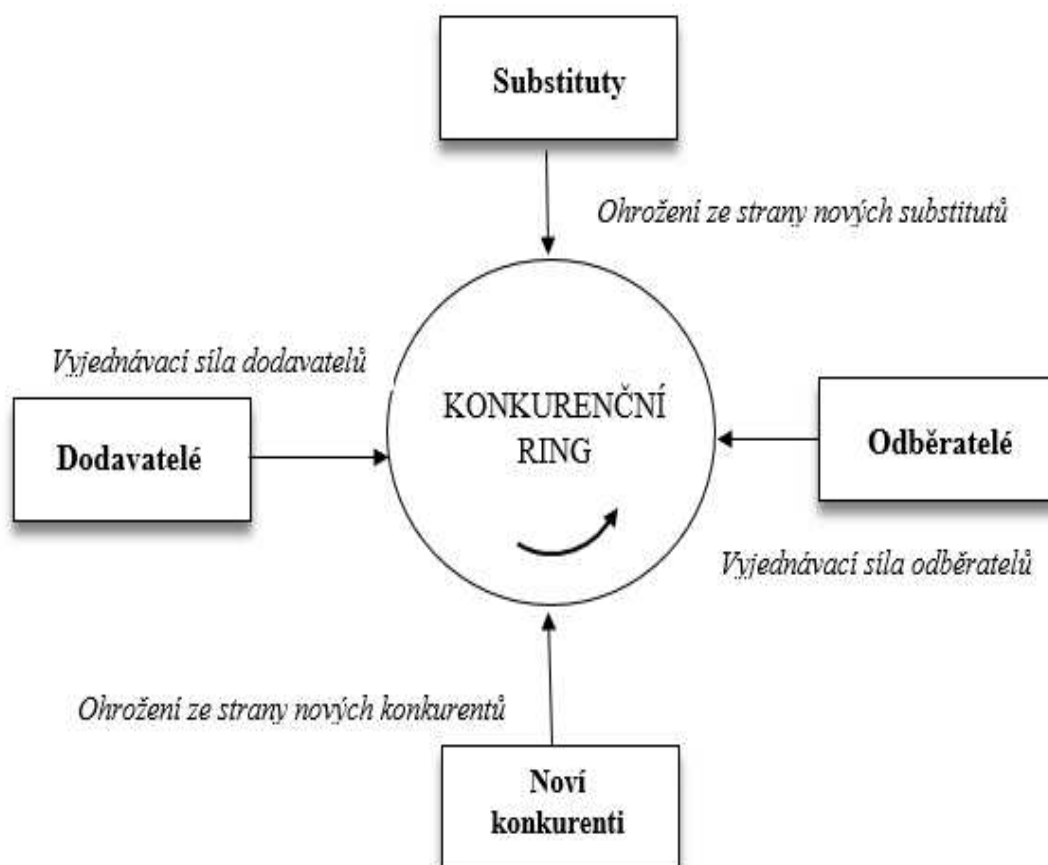 Substituty
Ohrožení ze strany nových substitutů
Vyjednávací síla dodavatelů
Dodavatelé
KONKURENČNÍ
RING
Odběratelé
Vyjednávací síla odběratelů
Ohrožení ze strany nových konkurentů
Noví
konkurenti